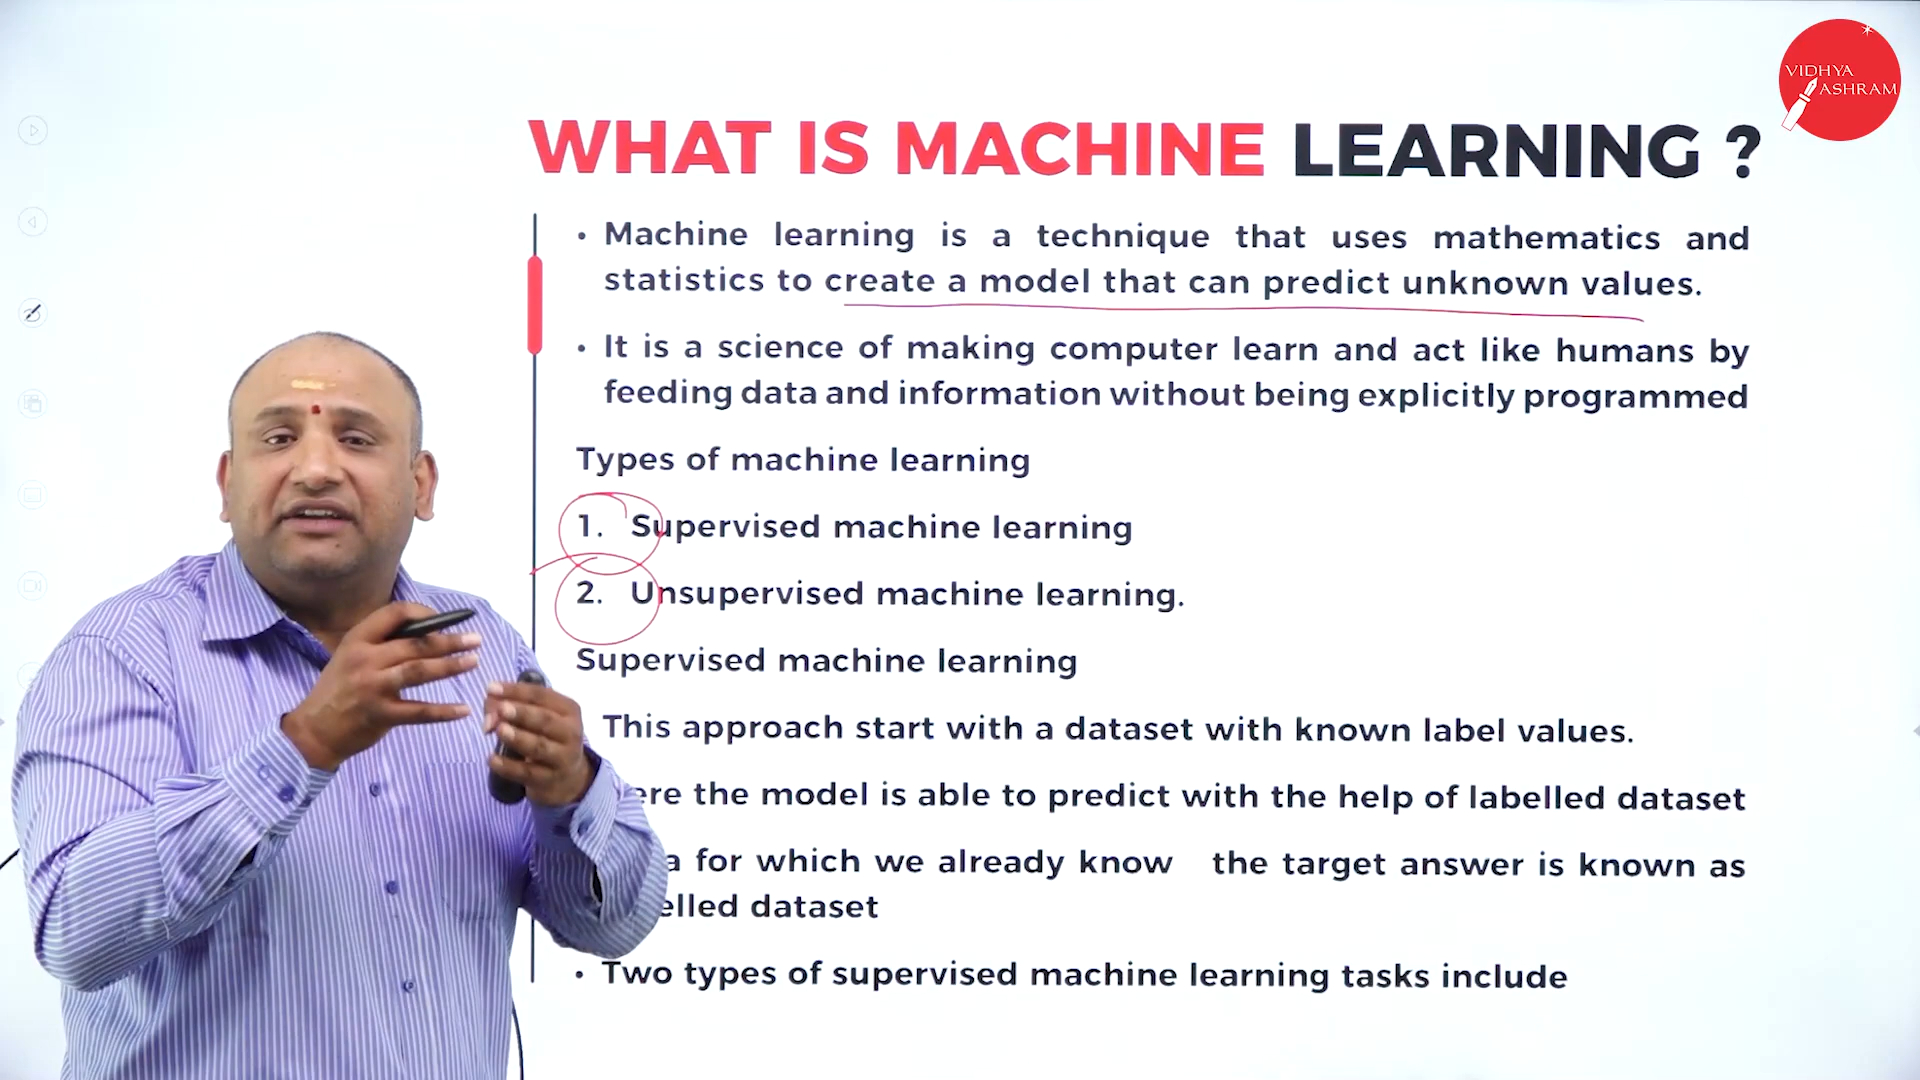 VIDHYA
ASHRAM
WHAT IS MACHINE LEARNING ?
• Machine learning is a technique that uses mathematics and
statistics to create a model that can predict unknown values.
• It is a science of making computer learn and act like humans by
feeding data and information without being explicitly programmed
Types of machine learning
1. Supervised machine learning
2. Unsupervised machine learning.
Supervised machine learning
This approach start with a dataset with known label values.
the model is able to predict with the help of labelled dataset
for which we already know the target answer is known as
dataset
• Two types of supervised machine learning tasks include